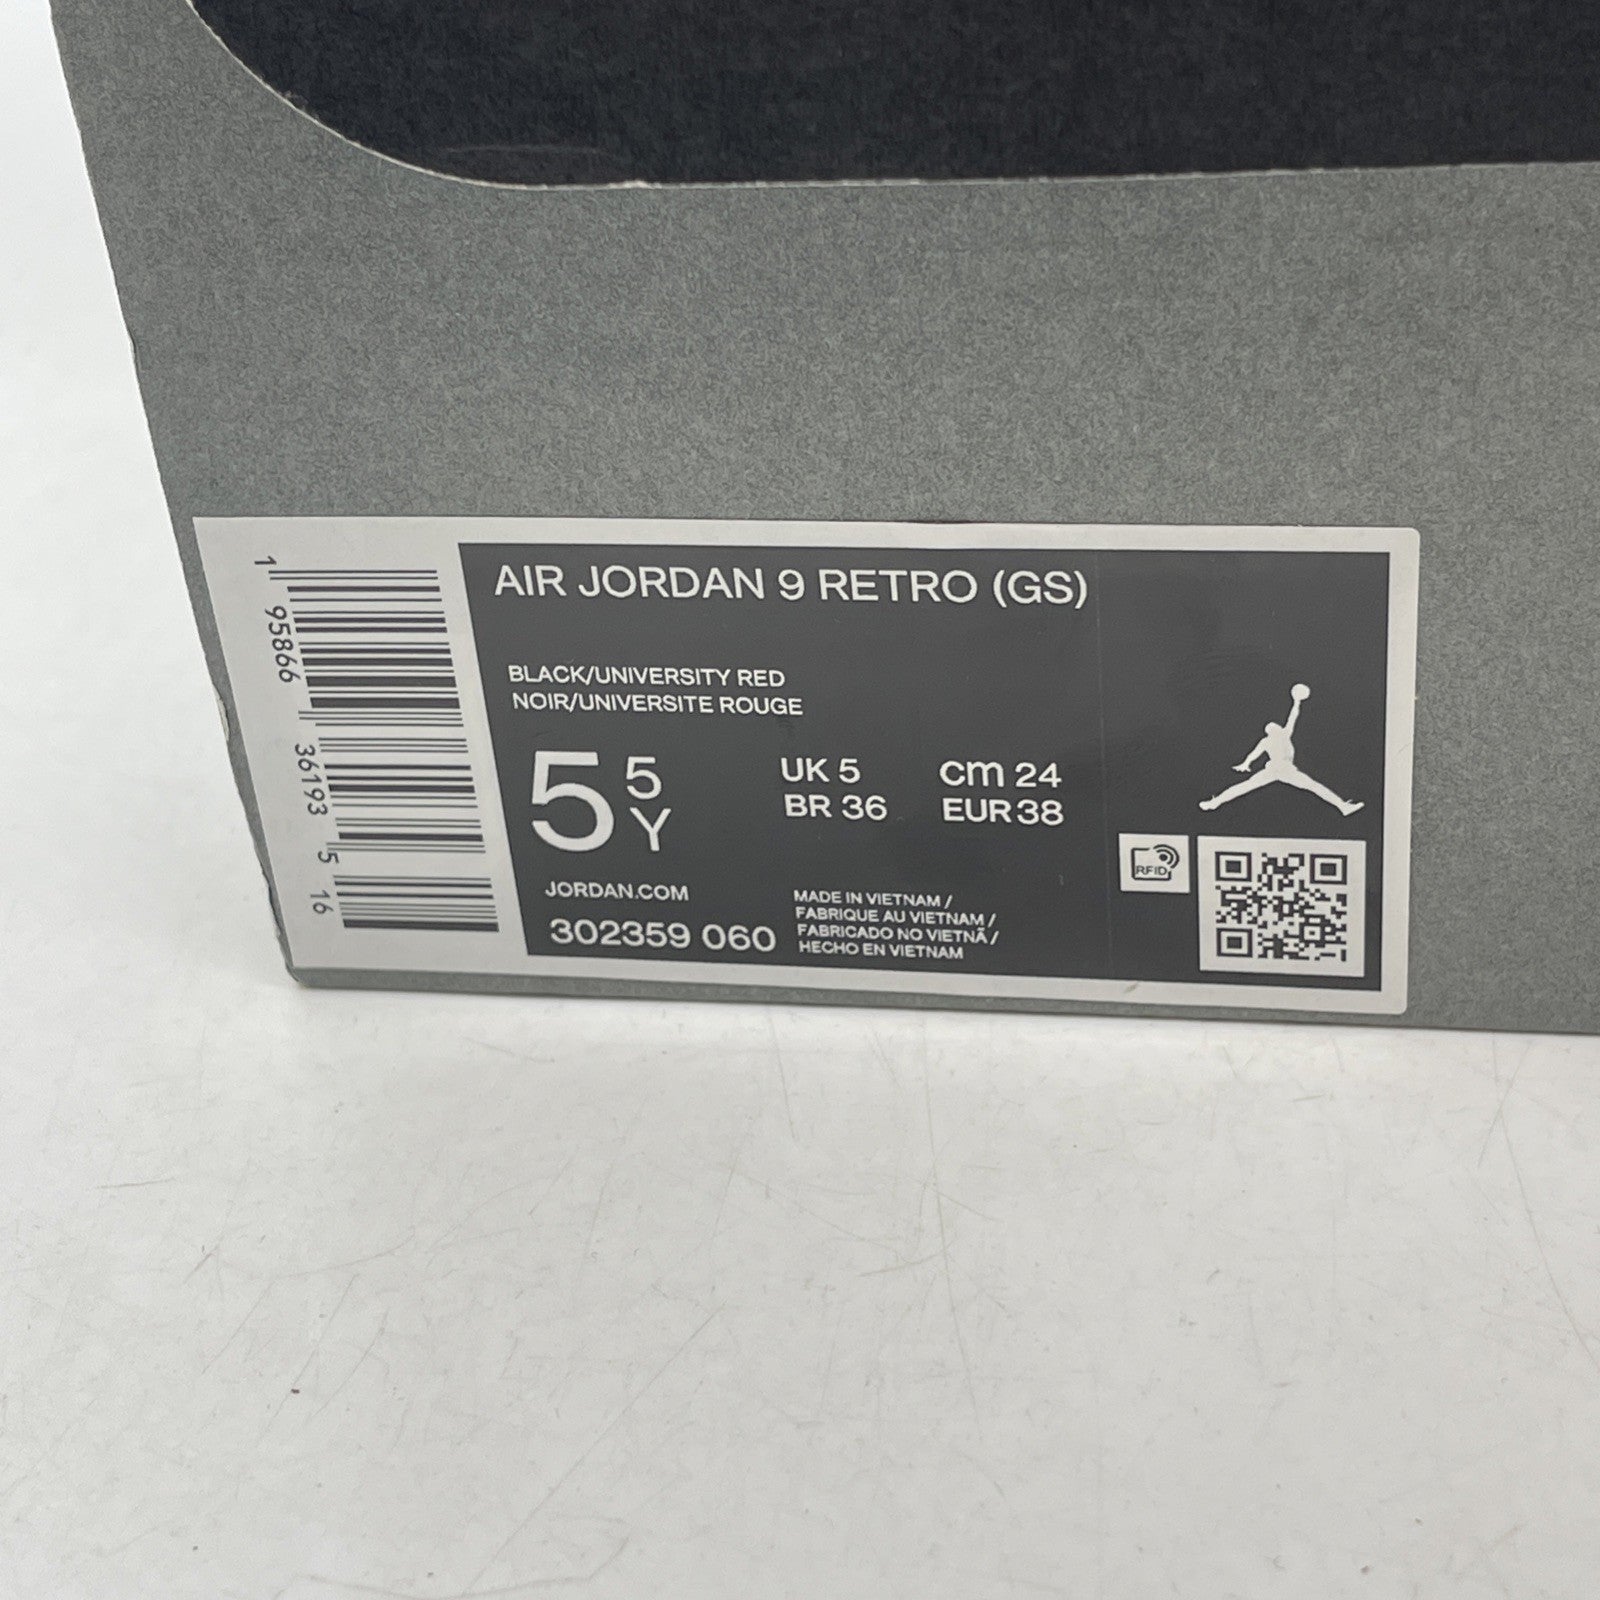 AIR JORDAN 9 RETRO (GS)
BLACK/UNIVERSITY RED
NOIR/UNIVERSITE ROUGE
5 5 Y
UK 5
BR 36
cm 24
EUR 38
JORDAN.COM
302359 060
MADE IN VIETNAM /
FABRIQUE AU VIETNAM /
FABRICADO NO VIETNÃ /
HECHO EN VIETNAM
RFID
1 95866 36193 5 16